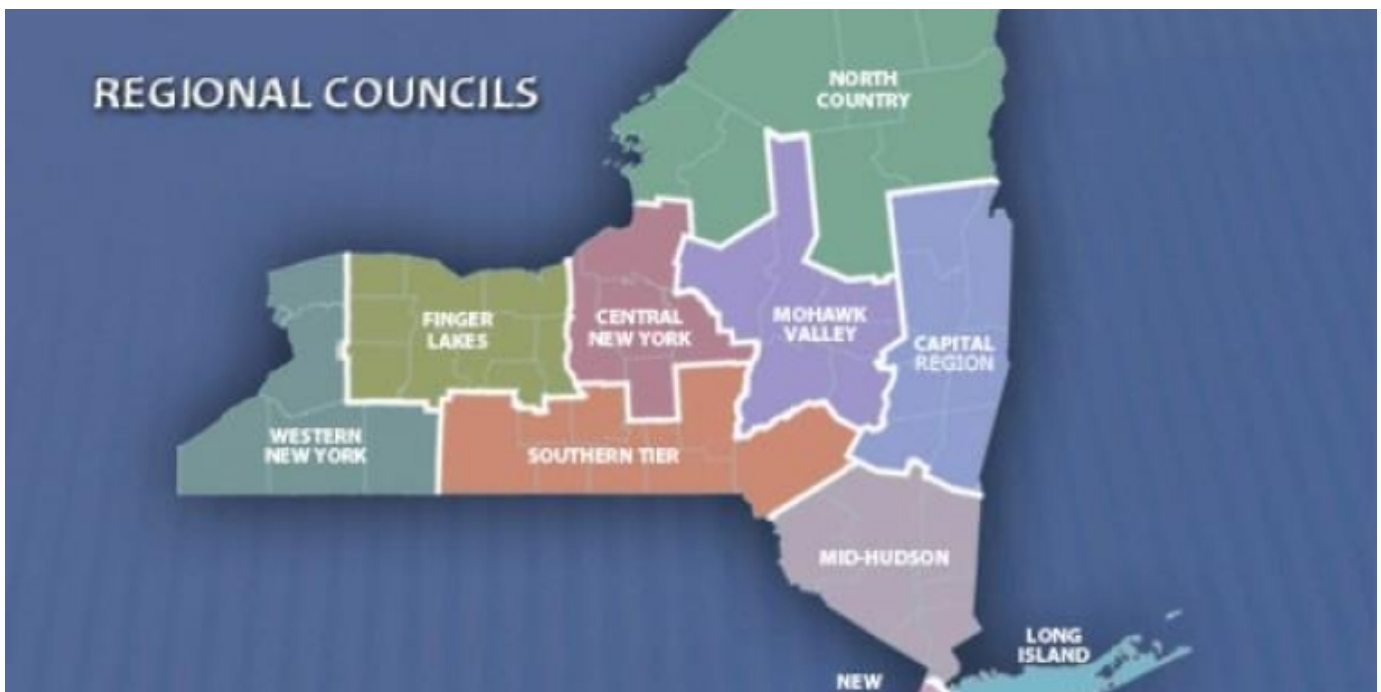 REGIONAL COUNCILS
NORTH
COUNTRY
FINGER
LAKES
CENTRAL
NEW YORK
MOHAWK
VALLEY
CAPITAL
REGION
WESTERN
NEW YORK
SOUTHERN TIER
MID-HUDSON
LONG
ISLAND
NEW